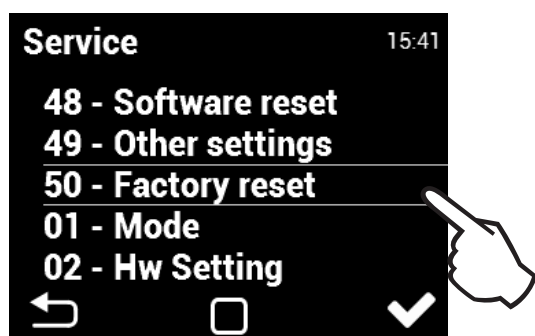 Service 15:41
48 - Software reset
49 - Other settings
50 - Factory reset
01 - Mode
02 - Hw Setting